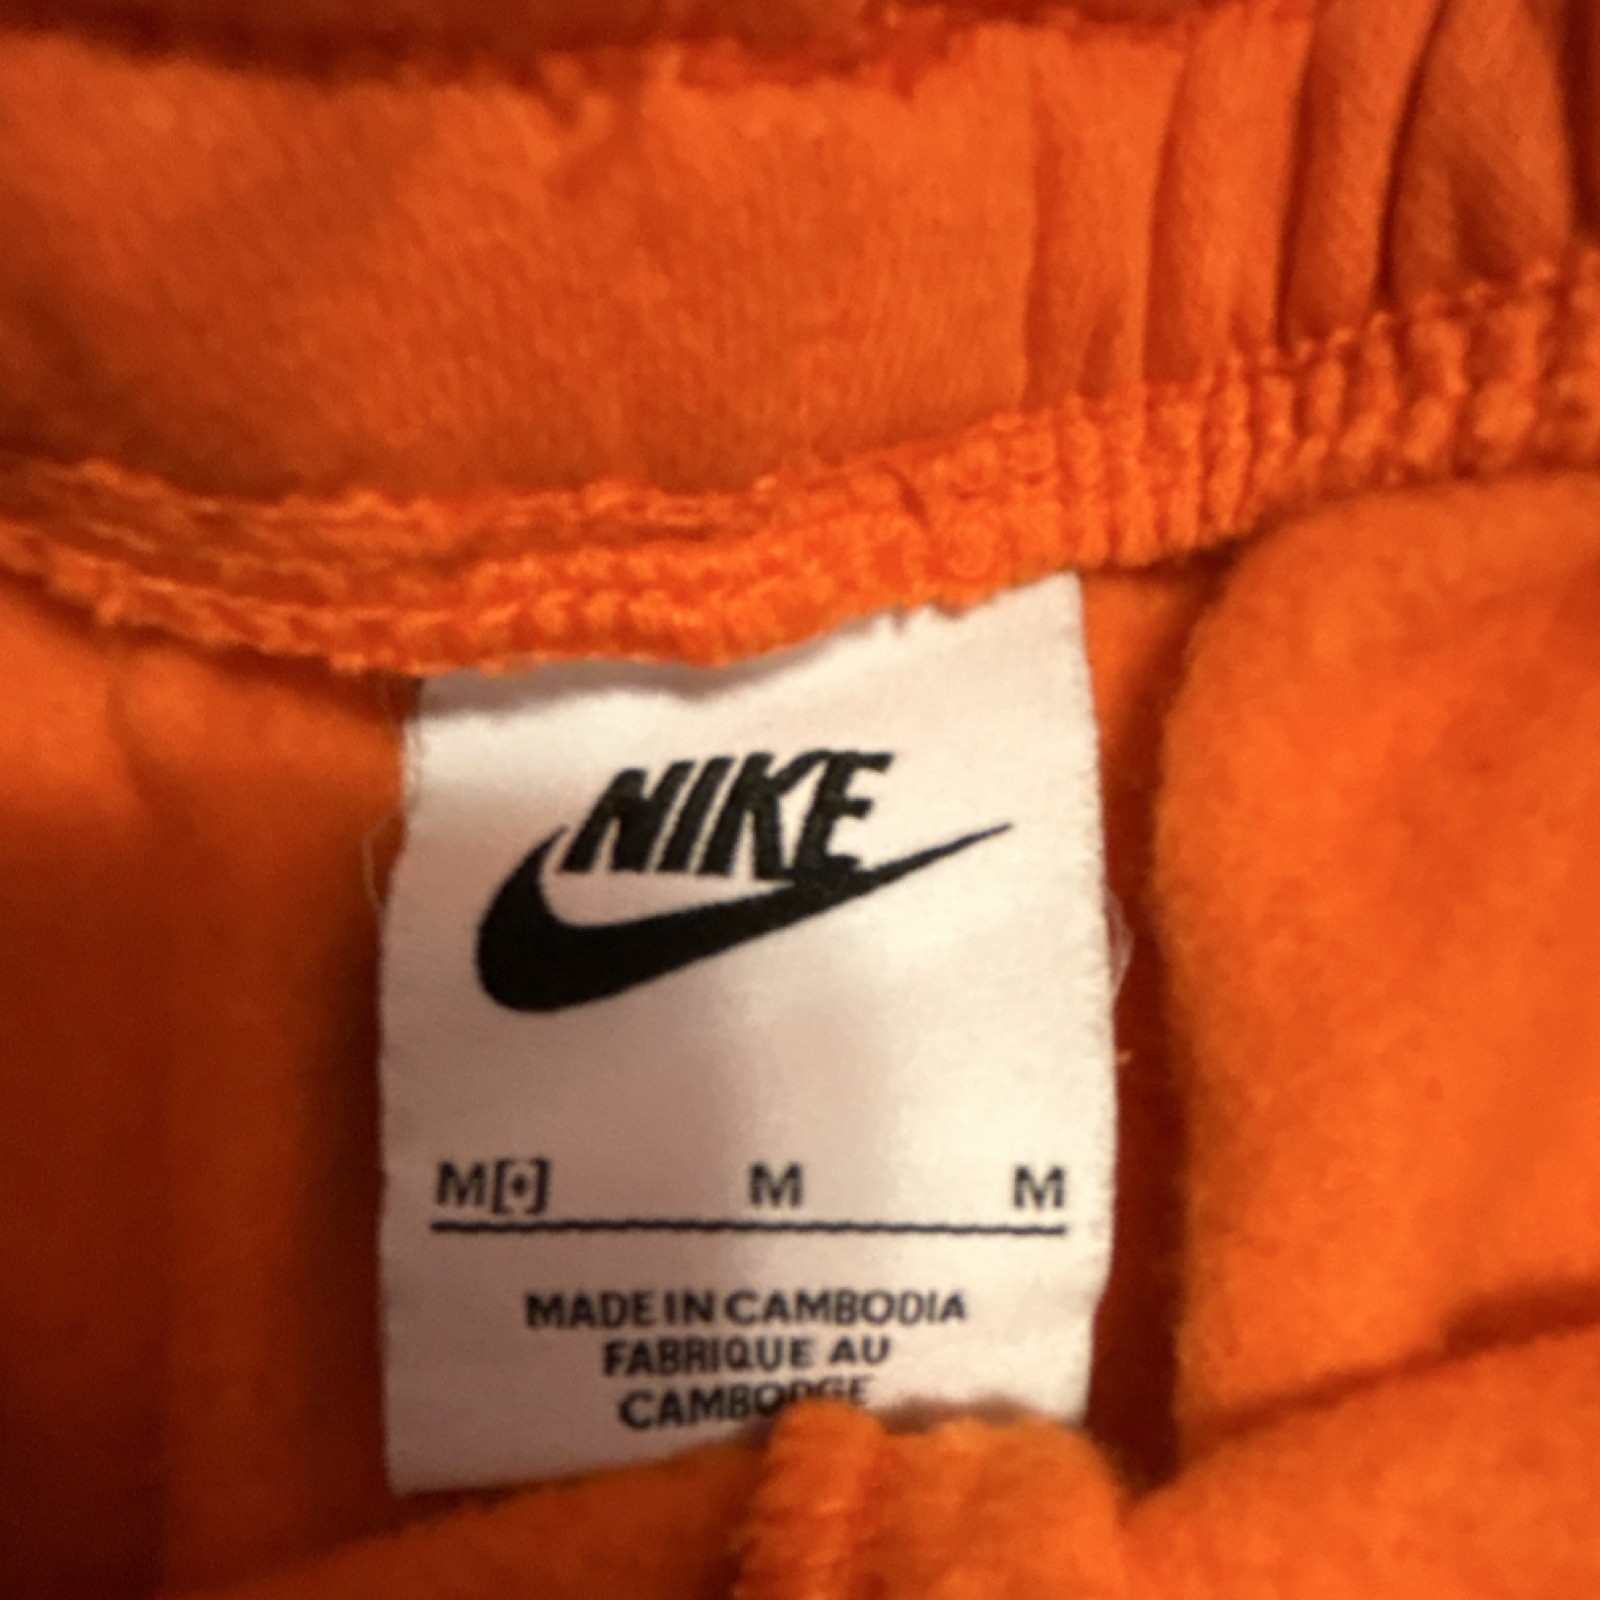 NIKE
M[•] M M
MADE IN CAMBODIA
FABRIQUE AU
CAMBODGE